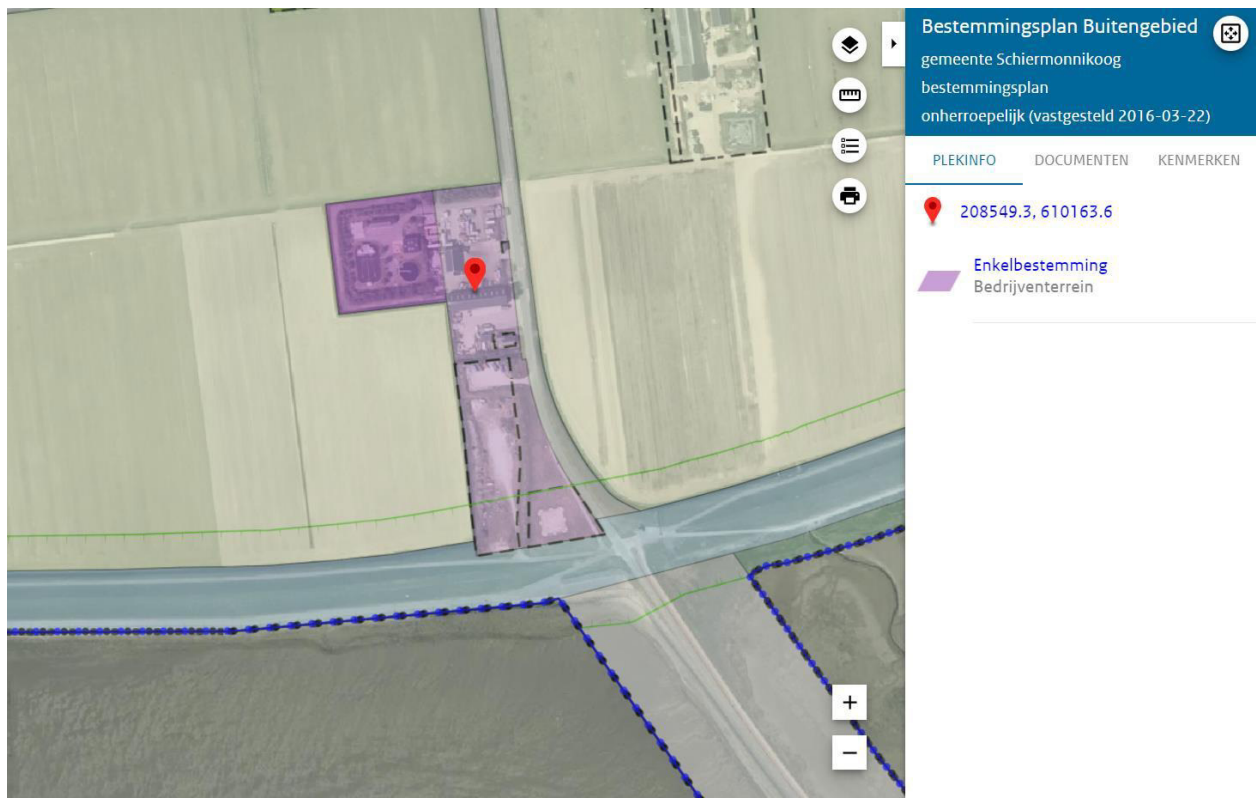 Bestemmingsplan Buitengebied
gemeente Schiermonnikoog
bestemmingsplan
onherroepelijk (vastgesteld 2016-03-22)
PLEKINFO DOCUMENTEN KENMERKEN
208549.3, 610163.6
Enkelbestemming
Bedrijventerrein